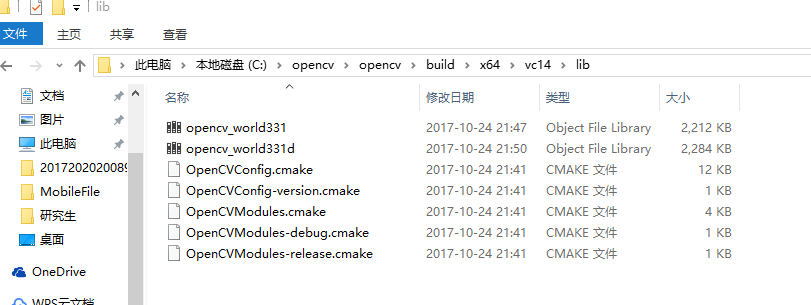 lib
文件 主页 共享 查看
此电脑 本地磁盘 (C:) opencv opencv build x64 vc14 lib
文档
图片
此电脑
2017202020089
MobileFile
研究生
桌面
OneDrive
WPS云文档
名称 修改日期 类型 大小
opencv_world331 2017-10-24 21:47 Object File Library 2,212 KB
opencv_world331d 2017-10-24 21:50 Object File Library 2,284 KB
OpenCVConfig.cmake 2017-10-24 21:41 CMAKE 文件 12 KB
OpenCVConfig-version.cmake 2017-10-24 21:41 CMAKE 文件 1 KB
OpenCVModules.cmake 2017-10-24 21:41 CMAKE 文件 4 KB
OpenCVModules-debug.cmake 2017-10-24 21:41 CMAKE 文件 1 KB
OpenCVModules-release.cmake 2017-10-24 21:41 CMAKE 文件 1 KB